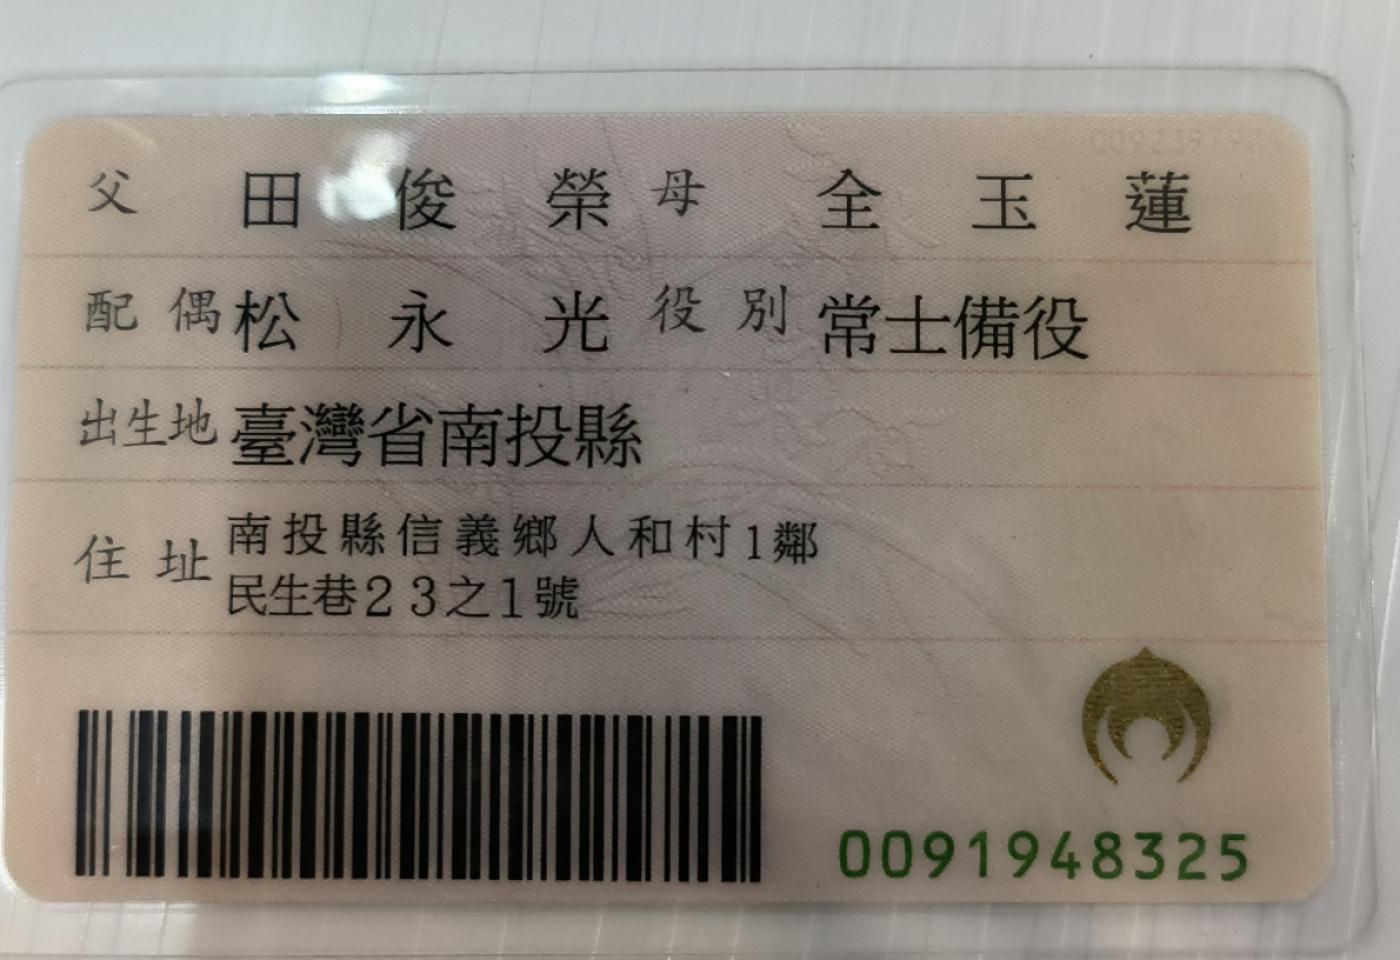 父 田俊榮 母 全玉蓮
配偶 松永光 役別 常士備役
出生地 臺灣省南投縣
住址 南投縣信義鄉人和村1鄰
民生巷23之1號
0091948325